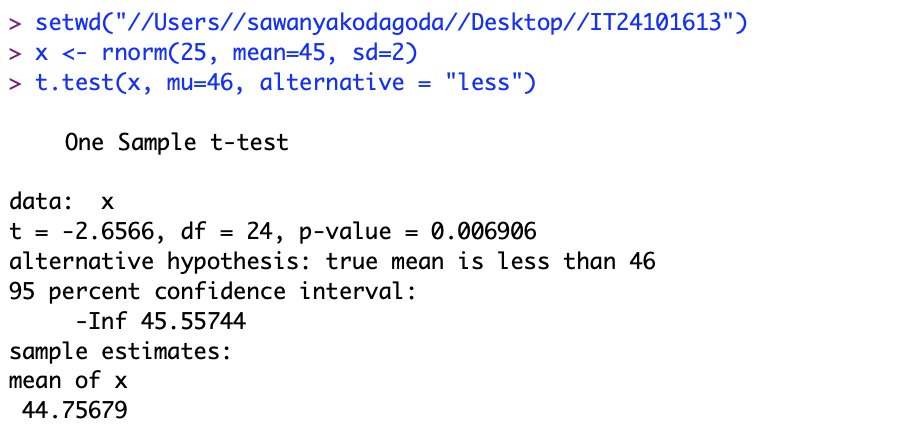 > setwd("//Users//sawanyakodagoda//Desktop//IT24101613")
> x <- rnorm(25, mean=45, sd=2)
> t.test(x, mu=46, alternative = "less")
One Sample t-test
data:  x
t = -2.6566, df = 24, p-value = 0.006906
alternative hypothesis: true mean is less than 46
95 percent confidence interval:
-Inf 45.55744
sample estimates:
mean of x
44.75679